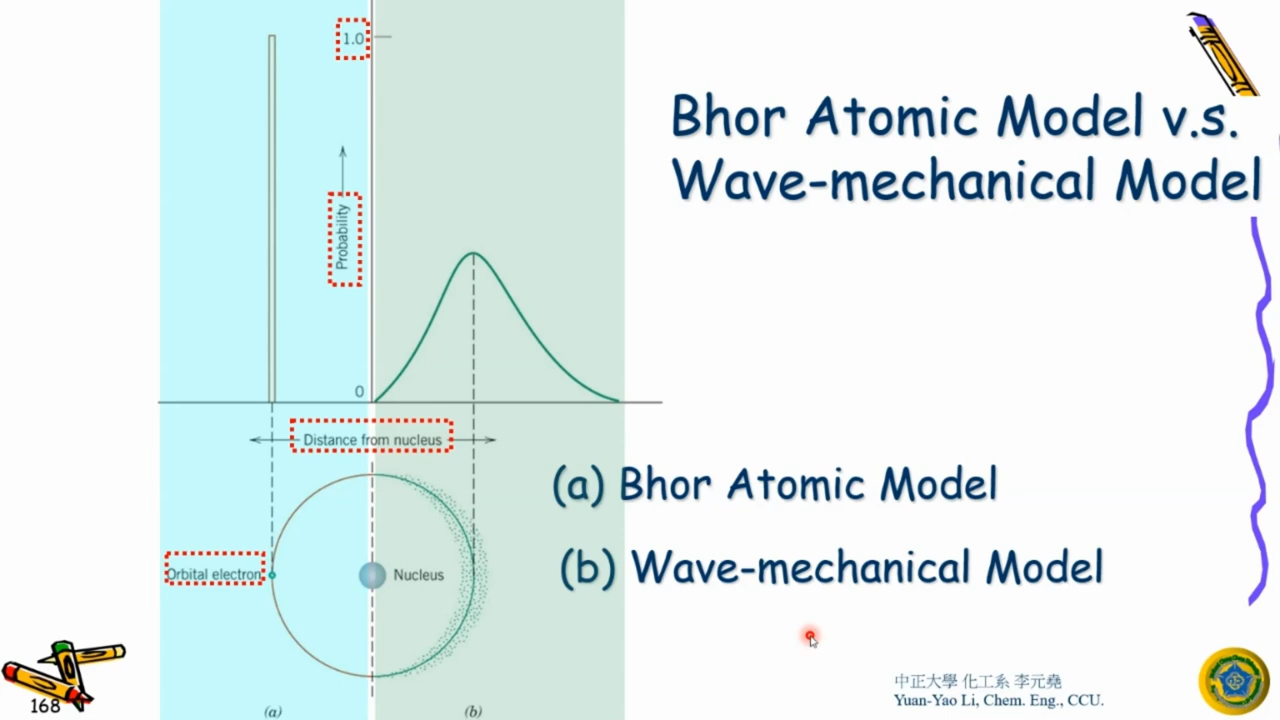 1.0
Probability
0
Distance from nucleus
Orbital electron
Nucleus
(a)
(b)
Bhor Atomic Model v.s.
Wave-mechanical Model
(a) Bhor Atomic Model
(b) Wave-mechanical Model
中正大學 化工系 李元堯
Yuan-Yao Li, Chem. Eng., CCU.
168